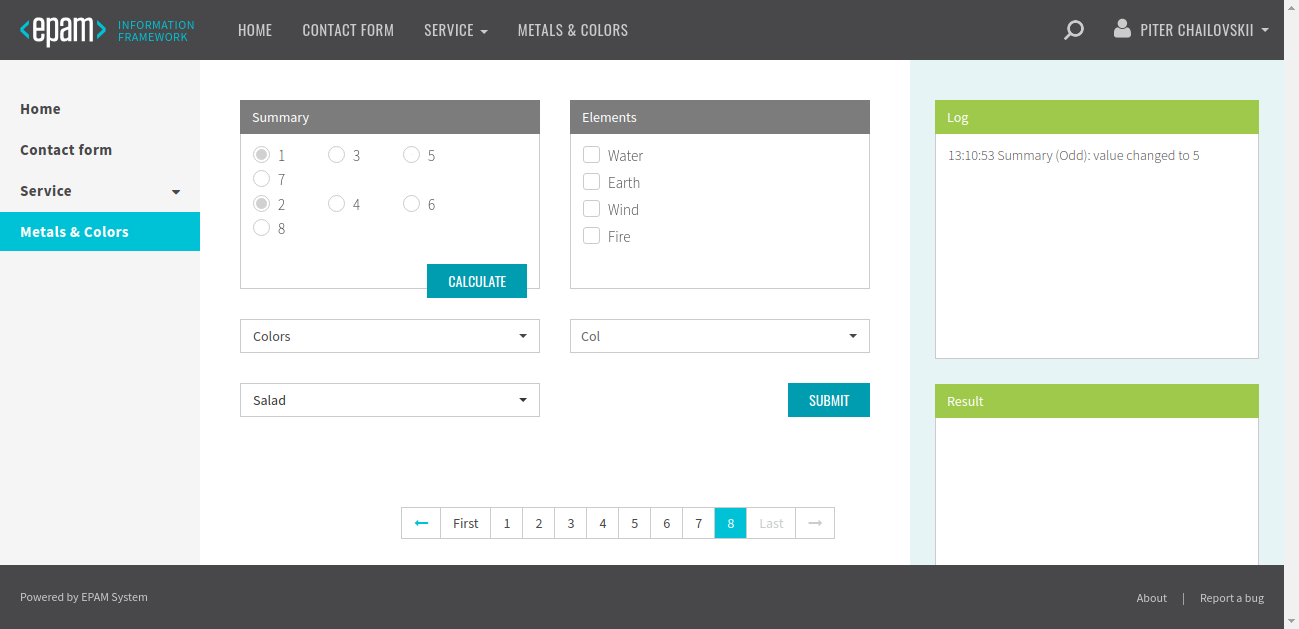 <epam> INFORMATION FRAMEWORK HOME CONTACT FORM SERVICE METALS & COLORS PITER CHAILOVSKII
Home
Contact form
Service
Metals & Colors
Summary
1 3 5
7
2 4 6
8
CALCULATE
Elements
Water
Earth
Wind
Fire
Colors
Col
Salad
SUBMIT
First 1 2 3 4 5 6 7 8 Last
Log
13:10:53 Summary (Odd): value changed to 5
Result
Powered by EPAM System
About | Report a bug